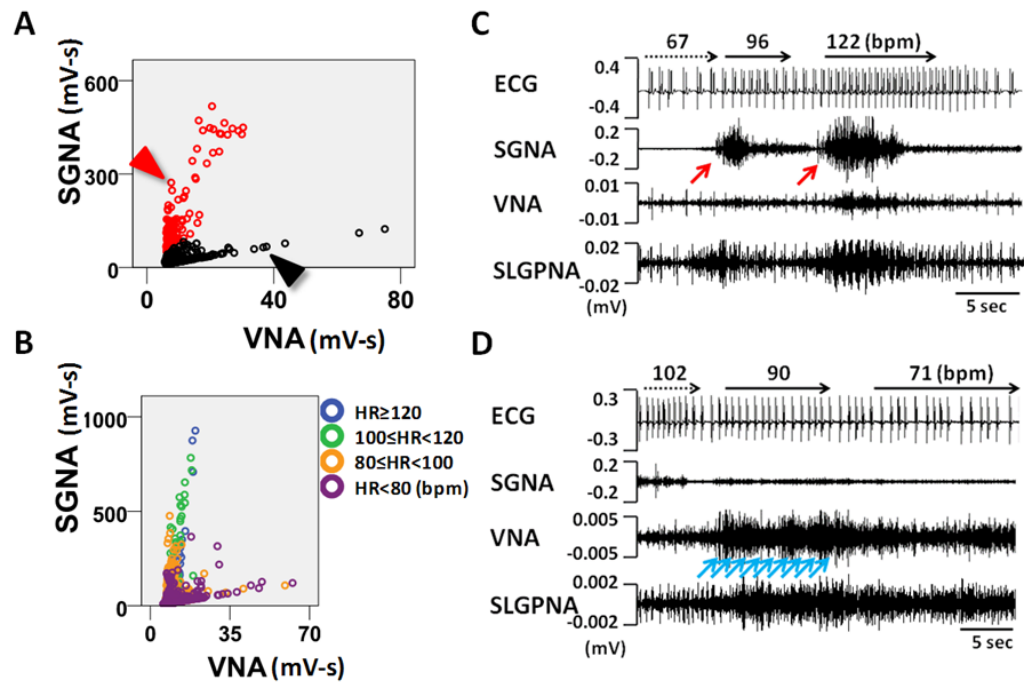 A
SGNA (mV-s)
600
300
0
0 40 80
VNA (mV-s)
B
SGNA (mV-s)
1000
500
0
0 35 70
VNA (mV-s)
HR≥120
100≤HR<120
80≤HR<100
HR<80 (bpm)
C
67 96 122 (bpm)
ECG 0.4
-0.4
SGNA 0.2
-0.2
VNA 0.01
-0.01
SLGPNA 0.02
-0.02
(mV)
5 sec
D
102 90 71 (bpm)
ECG 0.3
-0.3
SGNA 0.2
-0.2
VNA 0.005
-0.005
SLGPNA 0.002
-0.002
(mV)
5 sec